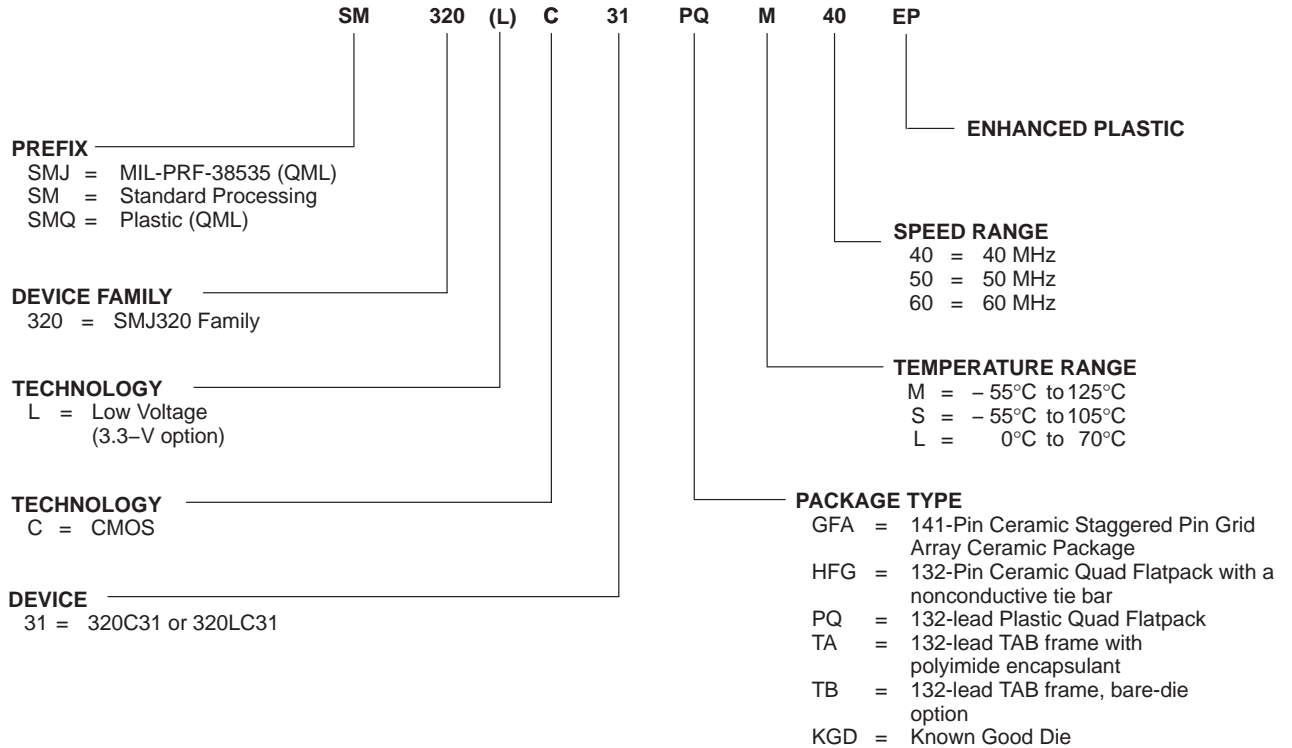 SM 320 (L) C 31 PQ M 40 EP
ENHANCED PLASTIC
PREFIX
SMJ = MIL-PRF-38535 (QML)
SM = Standard Processing
SMQ = Plastic (QML)
SPEED RANGE
40 = 40 MHz
50 = 50 MHz
60 = 60 MHz
DEVICE FAMILY
320 = SMJ320 Family
TEMPERATURE RANGE
M = – 55°C to 125°C
S = – 55°C to 105°C
L = 0°C to 70°C
TECHNOLOGY
L = Low Voltage
(3.3–V option)
TECHNOLOGY
C = CMOS
PACKAGE TYPE
GFA = 141-Pin Ceramic Staggered Pin Grid
Array Ceramic Package
HFG = 132-Pin Ceramic Quad Flatpack with a
nonconductive tie bar
PQ = 132-lead Plastic Quad Flatpack
TA = 132-lead TAB frame with
polyimide encapsulant
TB = 132-lead TAB frame, bare-die
option
KGD = Known Good Die
DEVICE
31 = 320C31 or 320LC31